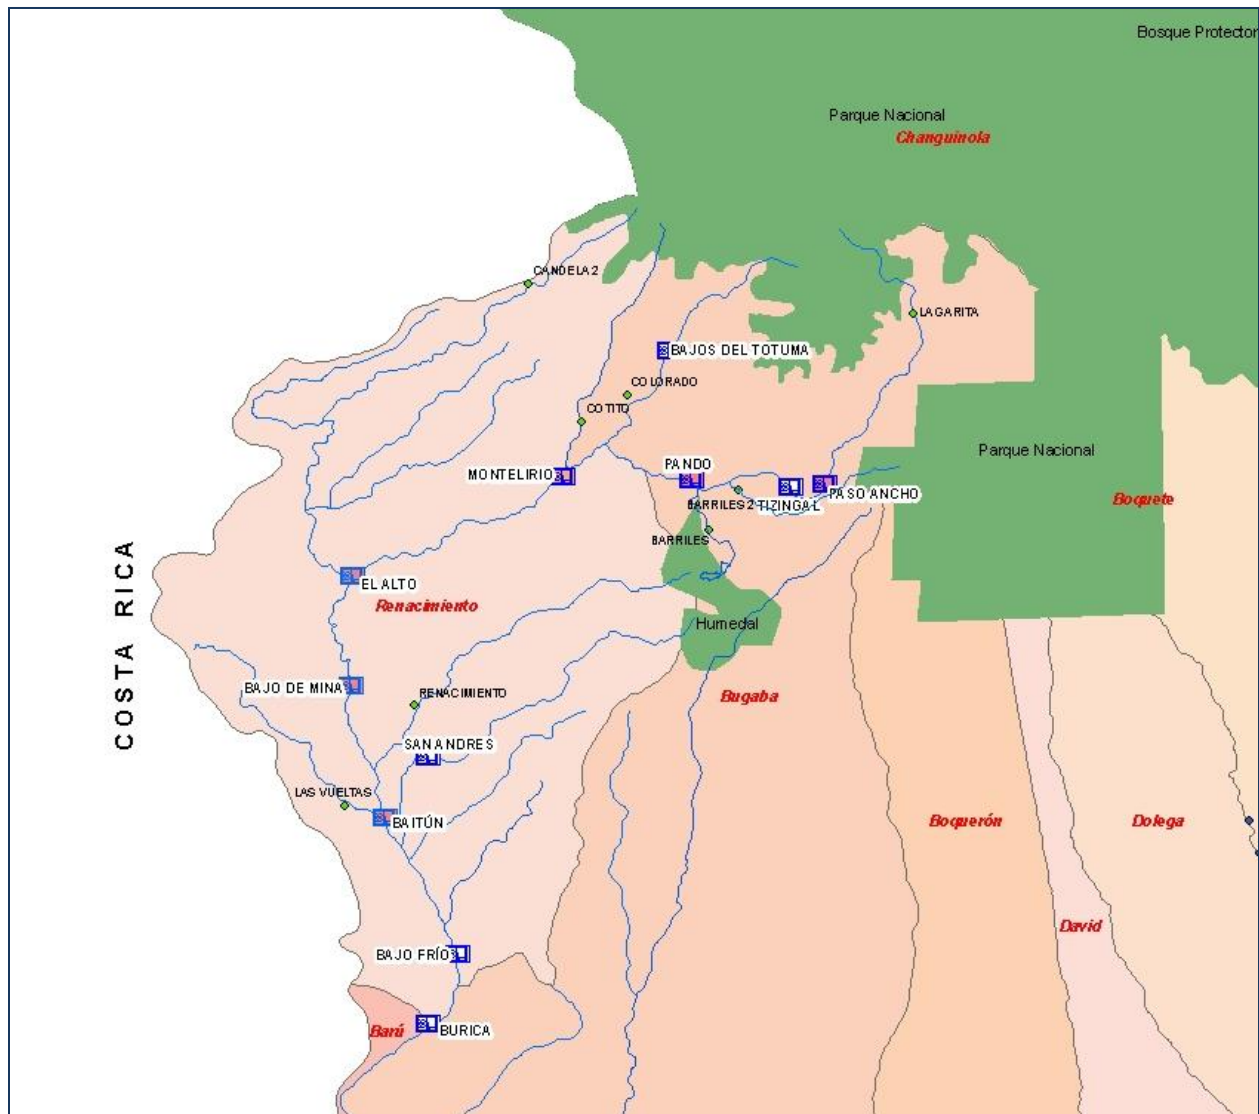 Bosque Protector
Parque Nacional
Changuinola
CANDELA 2
LA GARITA
BAJOS DEL TOTUMA
COLORADO
COTITO
Parque Nacional
MONTELIRIO
PANDO
PASO ANCHO
Boquete
BARRILES 2
TIZINGAL
BARRILES
COSTA RICA
EL ALTO
Renacimiento
Humedal
BAJO DE MINA
RENACIMIENTO
Bugaba
SAN ANDRES
LAS VUELTAS
BAITÚN
Boquerón
Dolega
David
BAJO FRÍO
Barú
BURICA